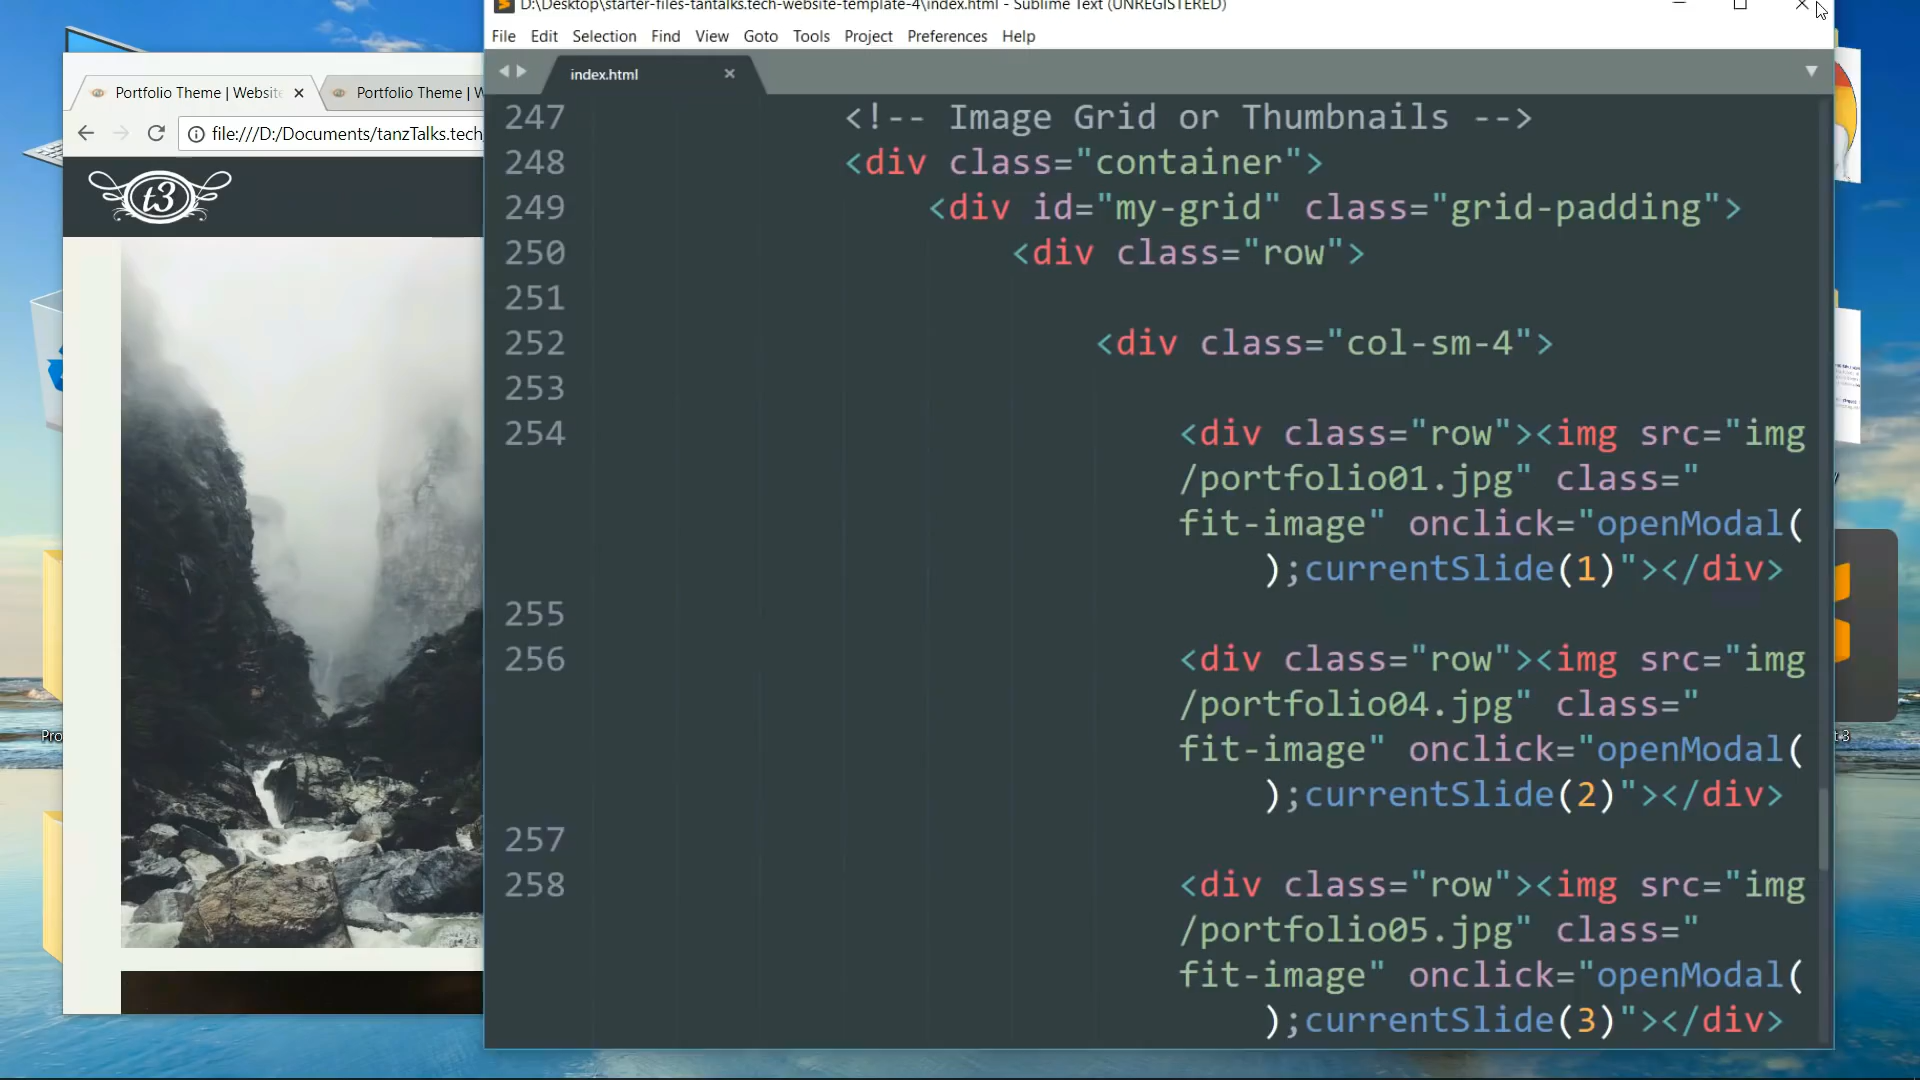 D:\Desktop\starter-files-tantalks.tech-website-template-4\index.html - Sublime Text (UNREGISTERED)
File Edit Selection Find View Goto Tools Project Preferences Help
index.html
Portfolio Theme | Website
Portfolio Theme | W
file:///D:/Documents/tanzTalks.tech
t3
247 <!-- Image Grid or Thumbnails -->
248 <div class="container">
249 <div id="my-grid" class="grid-padding">
250 <div class="row">
251
252 <div class="col-sm-4">
253
254 <div class="row"><img src="img
/portfolio01.jpg" class="
fit-image" onclick="openModal(
);currentSlide(1)"></div>
255
256 <div class="row"><img src="img
/portfolio04.jpg" class="
fit-image" onclick="openModal(
);currentSlide(2)"></div>
257
258 <div class="row"><img src="img
/portfolio05.jpg" class="
fit-image" onclick="openModal(
);currentSlide(3)"></div>
Pro
t 3